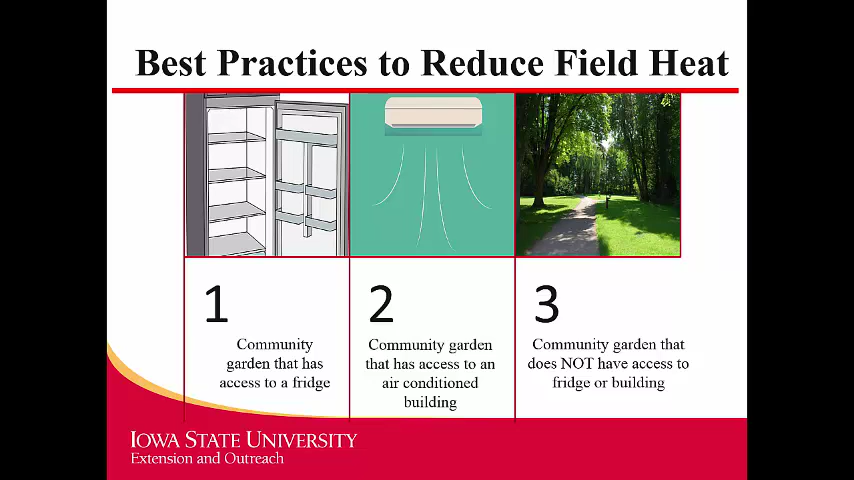 Best Practices to Reduce Field Heat
1
Community
garden that has
access to a fridge
2
Community garden
that has access to an
air conditioned
building
3
Community garden that
does NOT have access to
fridge or building
IOWA STATE UNIVERSITY
Extension and Outreach